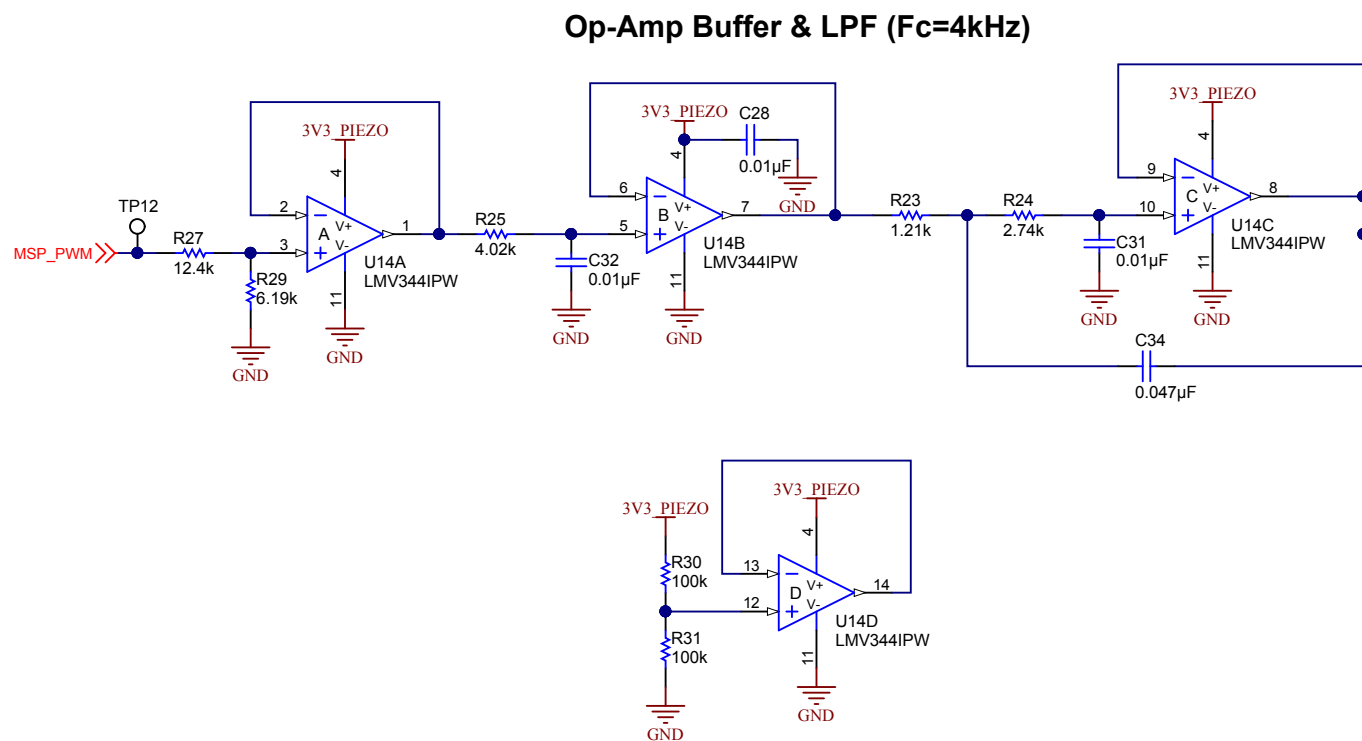 Op-Amp Buffer & LPF (Fc=4kHz)
3V3_PIEZO
4
2
V+
A
1
3
V-
U14A
LMV344IPW
11
GND
TP12
MSP_PWM
R27
12.4k
R29
6.19k
GND
R25
4.02k
C32
0.01µF
GND
3V3_PIEZO
C28
0.01µF
GND
4
6
V+
B
7
5
V-
U14B
LMV344IPW
11
GND
R23
1.21k
R24
2.74k
C31
0.01µF
GND
3V3_PIEZO
4
9
V+
C
8
10
V-
U14C
LMV344IPW
11
GND
C34
0.047µF
3V3_PIEZO
R30
100k
R31
100k
GND
3V3_PIEZO
4
13
V+
D
14
12
V-
U14D
LMV344IPW
11
GND